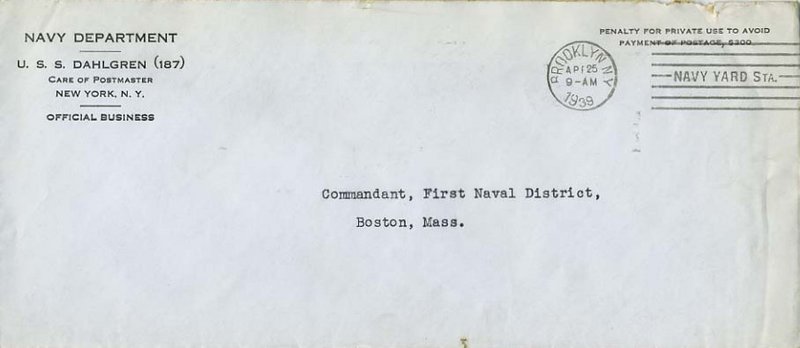 NAVY DEPARTMENT
U. S. S. DAHLGREN (187)
CARE OF POSTMASTER
NEW YORK, N. Y.
OFFICIAL BUSINESS
PENALTY FOR PRIVATE USE TO AVOID
PAYMENT OF POSTAGE, $300
BROOKLYN, N.Y.
APR 25
9-AM
1939
NAVY YARD STA.
Commandant, First Naval District,
Boston, Mass.